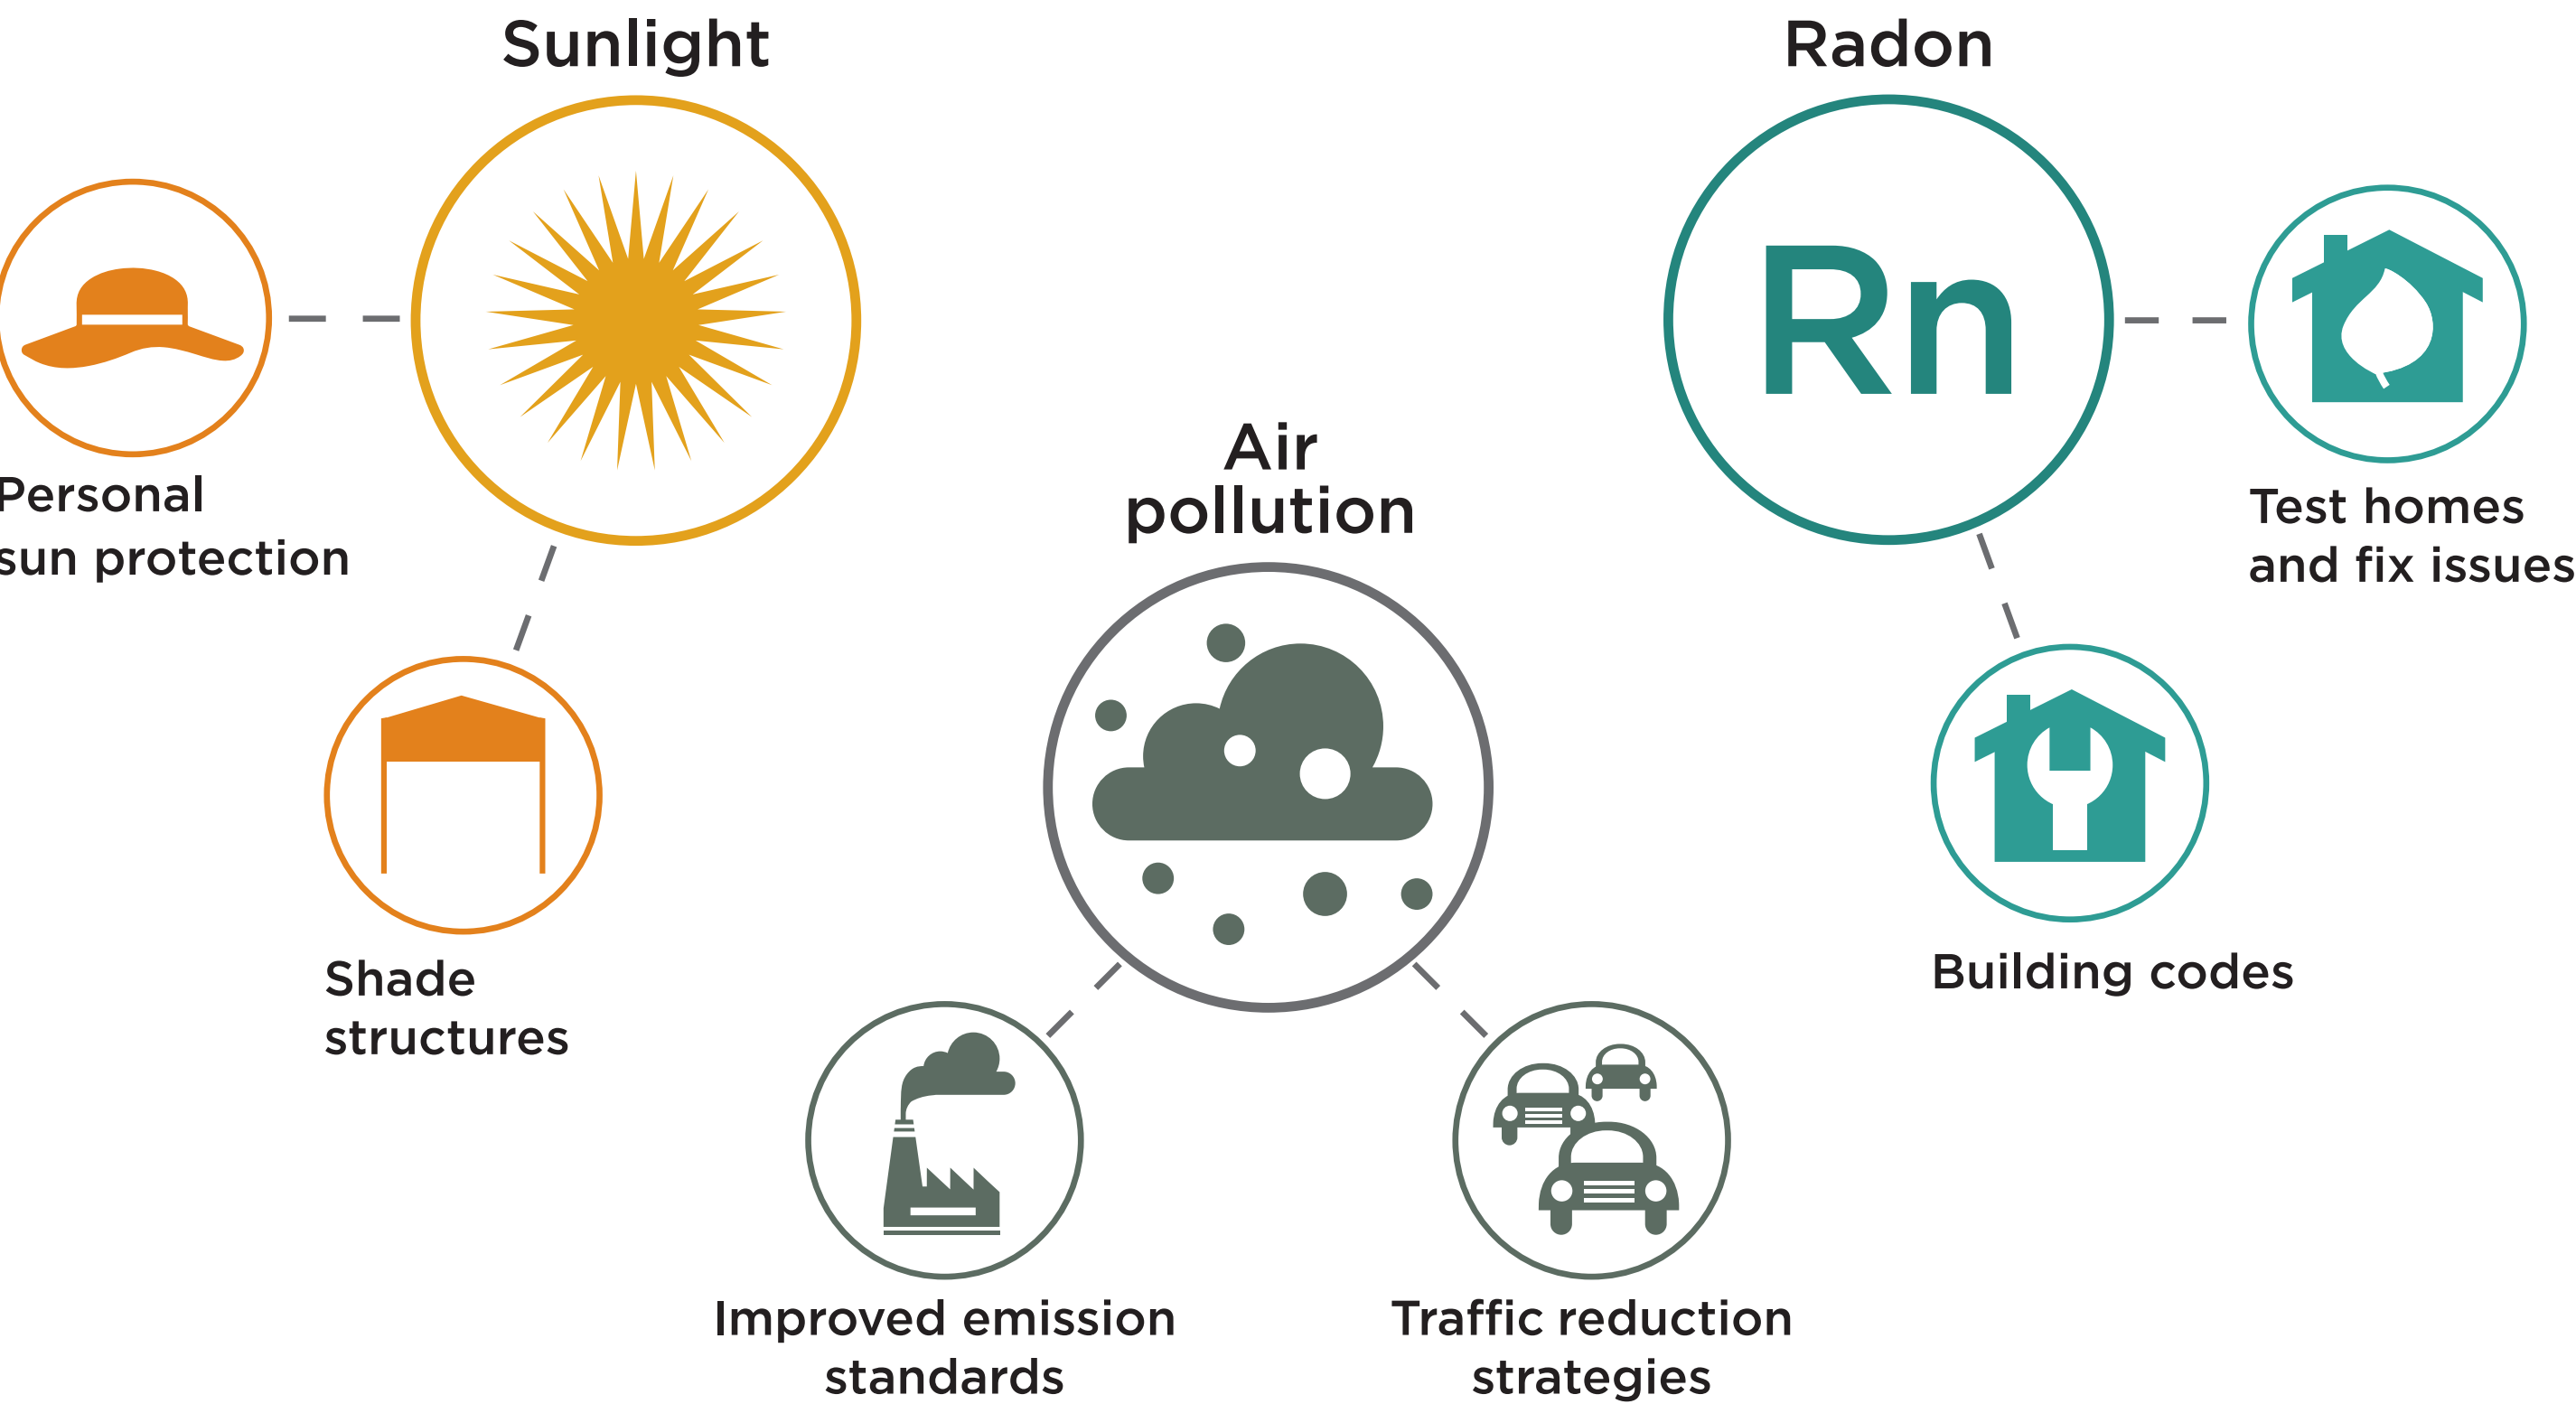 Sunlight
Personal
sun protection
Shade
structures
Air
pollution
Improved emission
standards
Traffic reduction
strategies
Radon
Rn
Test homes
and fix issues
Building codes